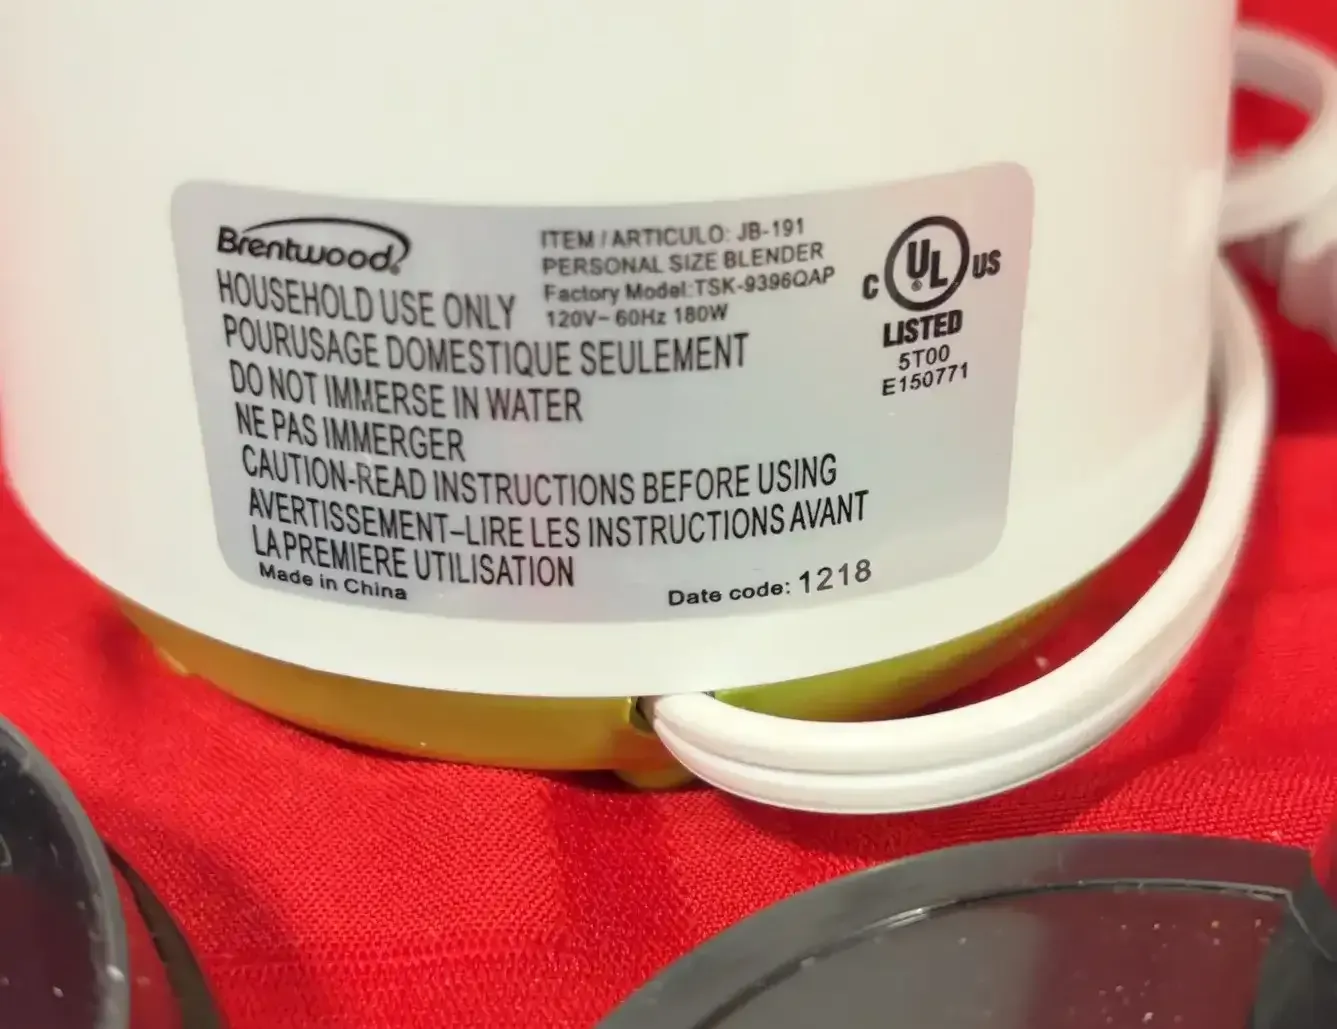 Brentwood®
ITEM / ARTICULO: JB-191
PERSONAL SIZE BLENDER
Factory Model:TSK-9396QAP
120V~ 60Hz 180W
HOUSEHOLD USE ONLY
POURUSAGE DOMESTIQUE SEULEMENT
DO NOT IMMERSE IN WATER
NE PAS IMMERGER
CAUTION-READ INSTRUCTIONS BEFORE USING
AVERTISSEMENT–LIRE LES INSTRUCTIONS AVANT
LA PREMIERE UTILISATION
Made in China
Date code: 1218
C UL® US
LISTED
5T00
E150771